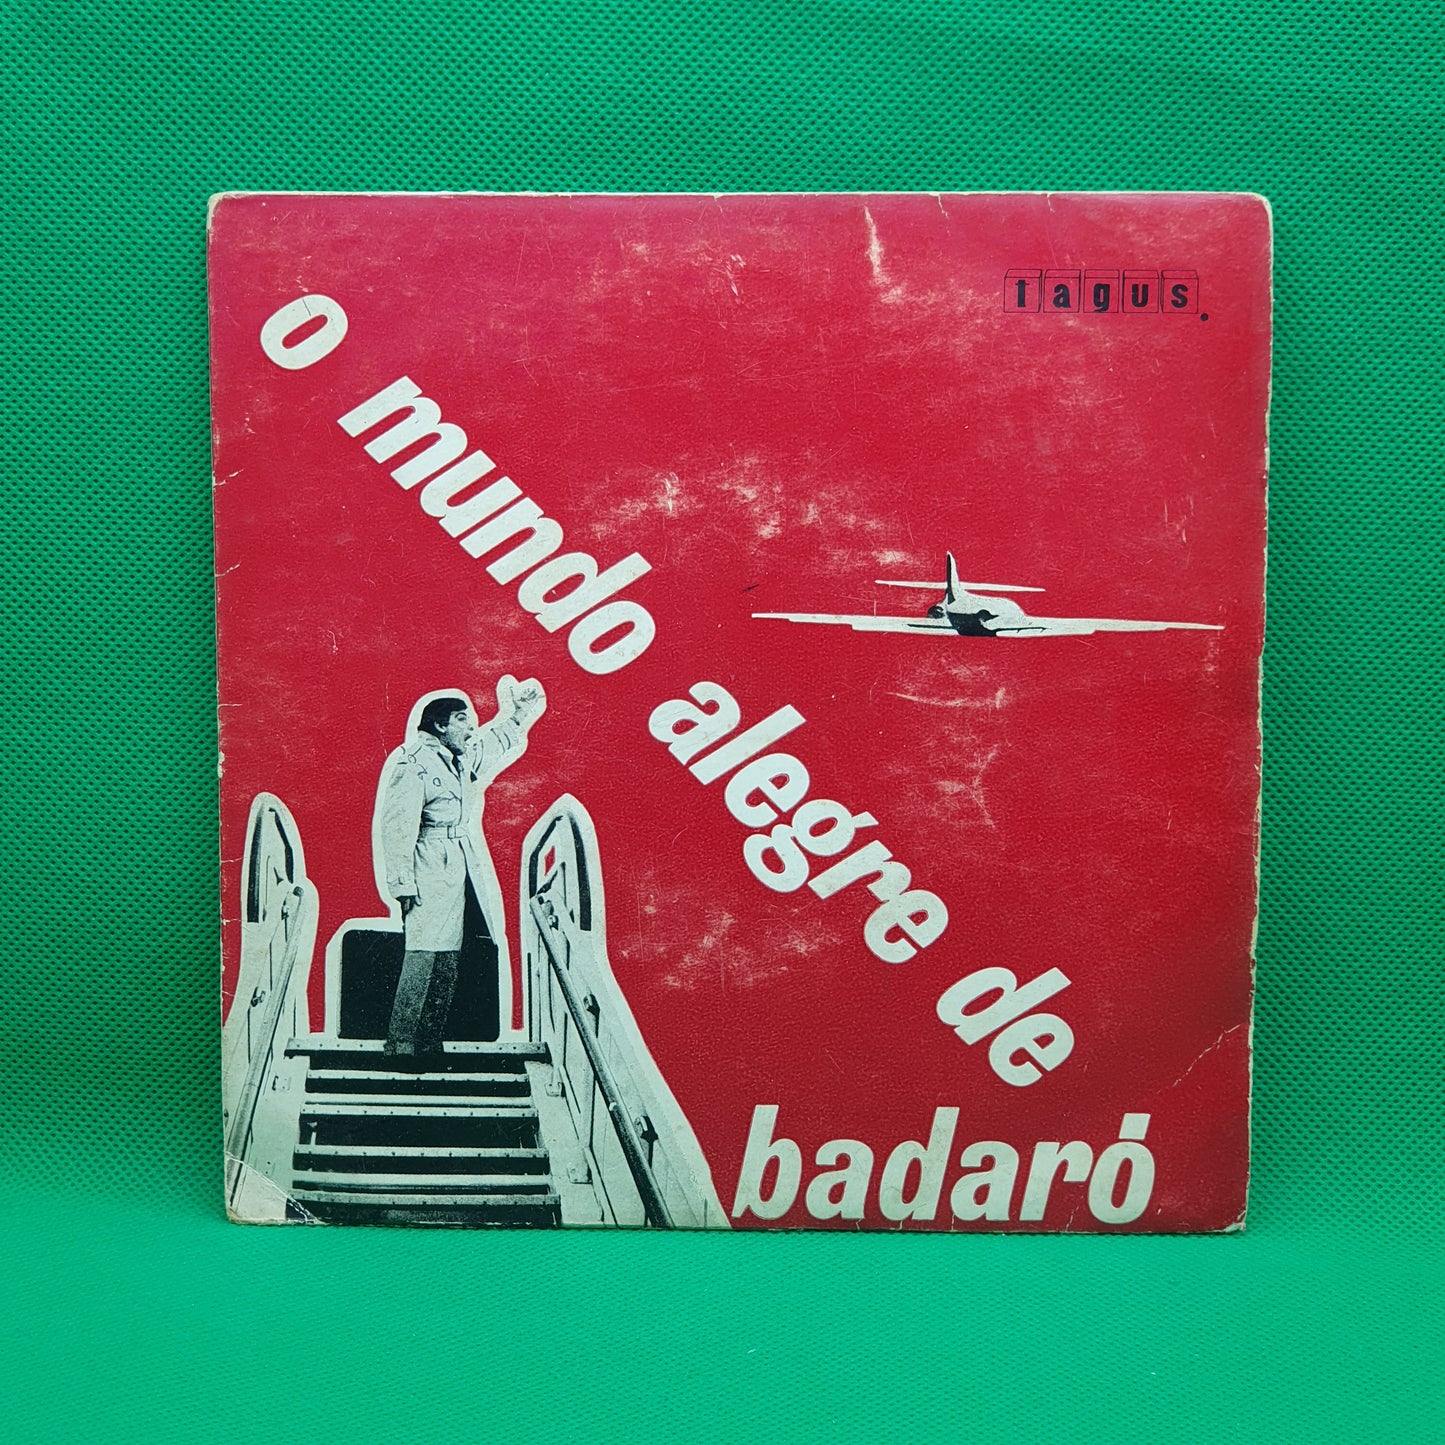 tagus.
o mundo alegre de
badaró